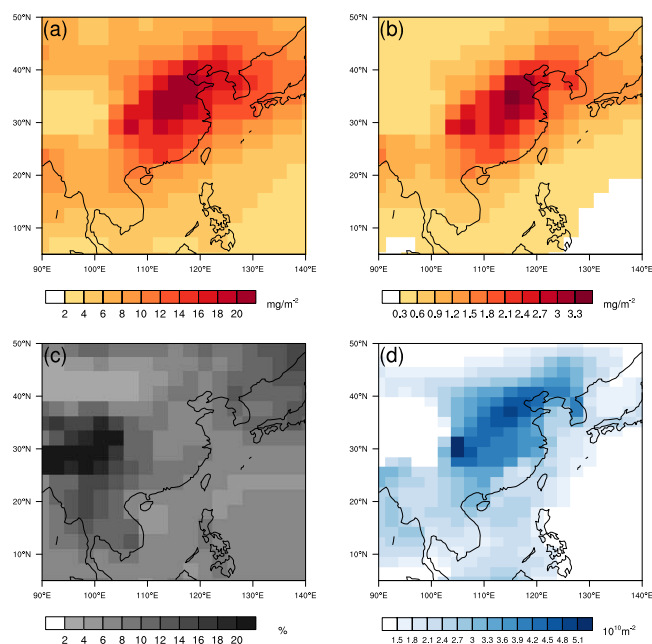 (a)
(b)
50°N
40°N
30°N
20°N
10°N
90°E 100°E 110°E 120°E 130°E 140°E
50°N
40°N
30°N
20°N
10°N
90°E 100°E 110°E 120°E 130°E 140°E
2 4 6 8 10 12 14 16 18 20 mg/m⁻²
0.3 0.6 0.9 1.2 1.5 1.8 2.1 2.4 2.7 3 3.3 mg/m⁻²
(c)
(d)
50°N
40°N
30°N
20°N
10°N
90°E 100°E 110°E 120°E 130°E 140°E
50°N
40°N
30°N
20°N
10°N
90°E 100°E 110°E 120°E 130°E 140°E
2 4 6 8 10 12 14 16 18 20 %
1.5 1.8 2.1 2.4 2.7 3 3.3 3.6 3.9 4.2 4.5 4.8 5.1 10¹⁰m⁻²